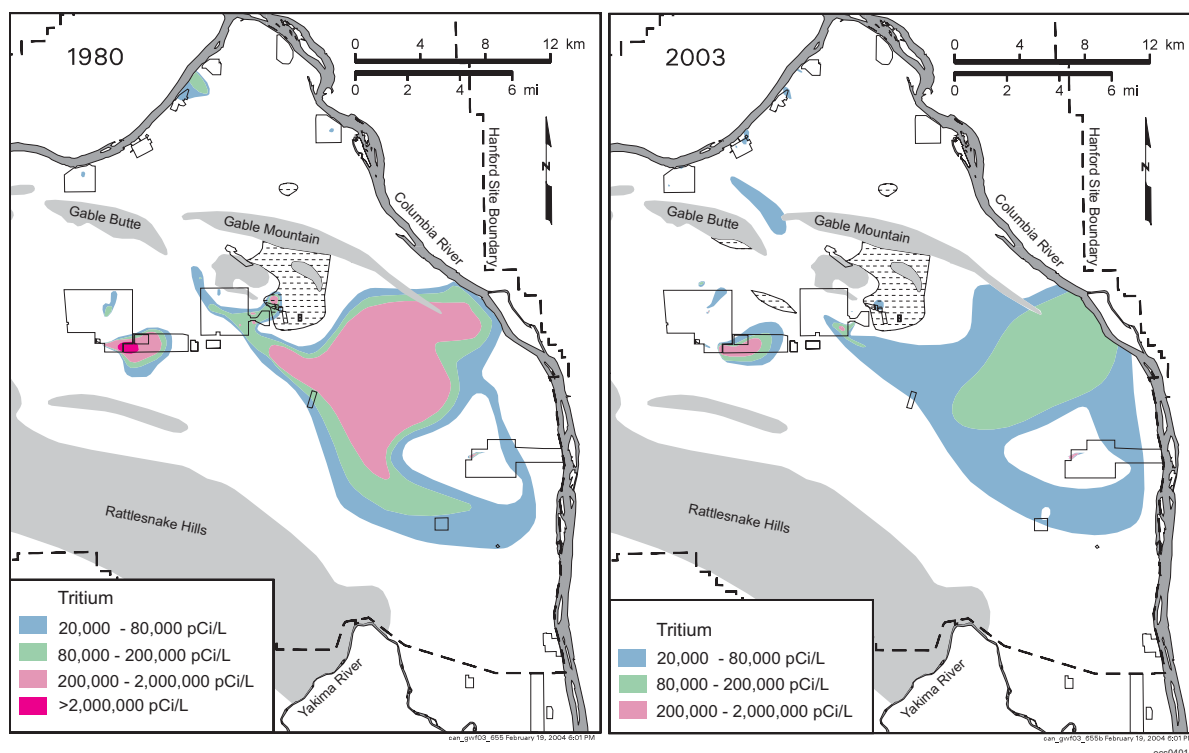 1980
0 4 8 12 km
0 2 4 6 mi
Hanford Site Boundary
N
Columbia River
Gable Butte
Gable Mountain
Rattlesnake Hills
Yakima River
Tritium
20,000 - 80,000 pCi/L
80,000 - 200,000 pCi/L
200,000 - 2,000,000 pCi/L
>2,000,000 pCi/L
can_gwf03_655 February 19, 2004 6:01 PM
2003
0 4 8 12 km
0 2 4 6 mi
Hanford Site Boundary
N
Columbia River
Gable Butte
Gable Mountain
Rattlesnake Hills
Yakima River
Tritium
20,000 - 80,000 pCi/L
80,000 - 200,000 pCi/L
200,000 - 2,000,000 pCi/L
can_gwf03_655b February 19, 2004 6:01 PM